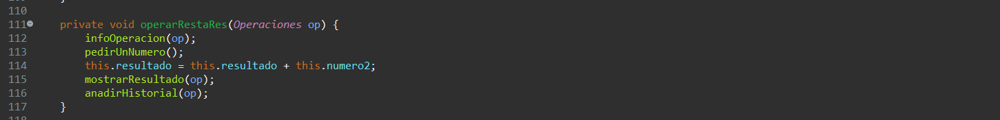 110
111 private void operarRestaRes(Operaciones op) {
112 infoOperacion(op);
113 pedirUnNumero();
114 this.resultado = this.resultado + this.numero2;
115 mostrarResultado(op);
116 anadirHistorial(op);
117 }